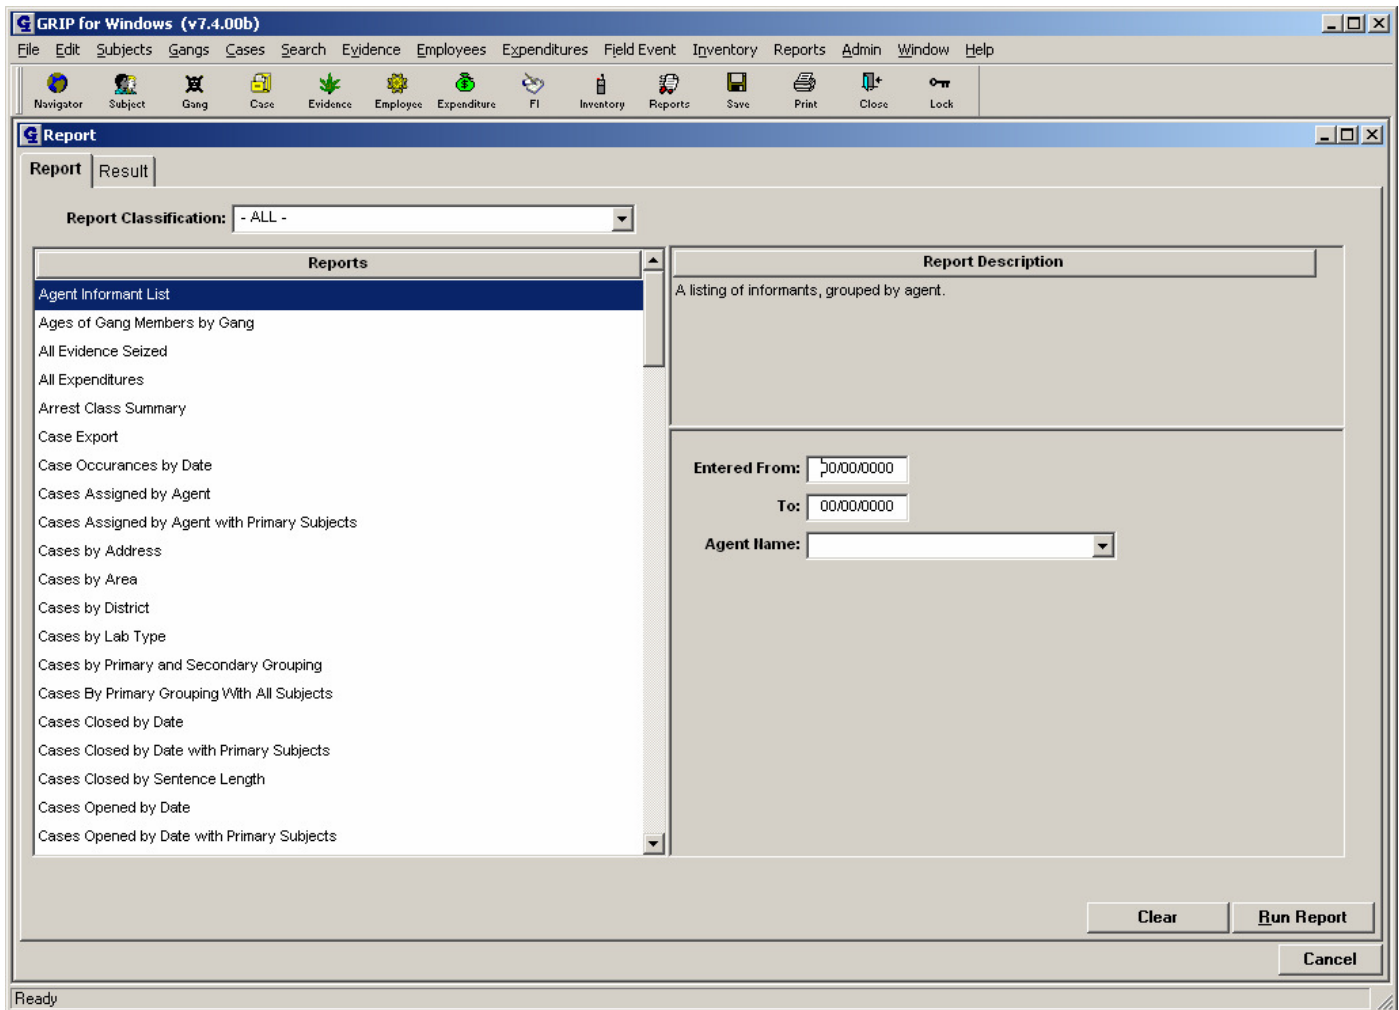 GRIP for Windows (v7.4.00b)
File Edit Subjects Gangs Cases Search Evidence Employees Expenditures Field Event Inventory Reports Admin Window Help
Navigator Subject Gang Case Evidence Employee Expenditure FI Inventory Reports Save Print Close Lock
Report
Report Result
Report Classification: - ALL -
Reports
Agent Informant List
Ages of Gang Members by Gang
All Evidence Seized
All Expenditures
Arrest Class Summary
Case Export
Case Occurances by Date
Cases Assigned by Agent
Cases Assigned by Agent with Primary Subjects
Cases by Address
Cases by Area
Cases by District
Cases by Lab Type
Cases by Primary and Secondary Grouping
Cases By Primary Grouping With All Subjects
Cases Closed by Date
Cases Closed by Date with Primary Subjects
Cases Closed by Sentence Length
Cases Opened by Date
Cases Opened by Date with Primary Subjects
Report Description
A listing of informants, grouped by agent.
Entered From: 00/00/0000
To: 00/00/0000
Agent Name:
Clear Run Report
Cancel
Ready